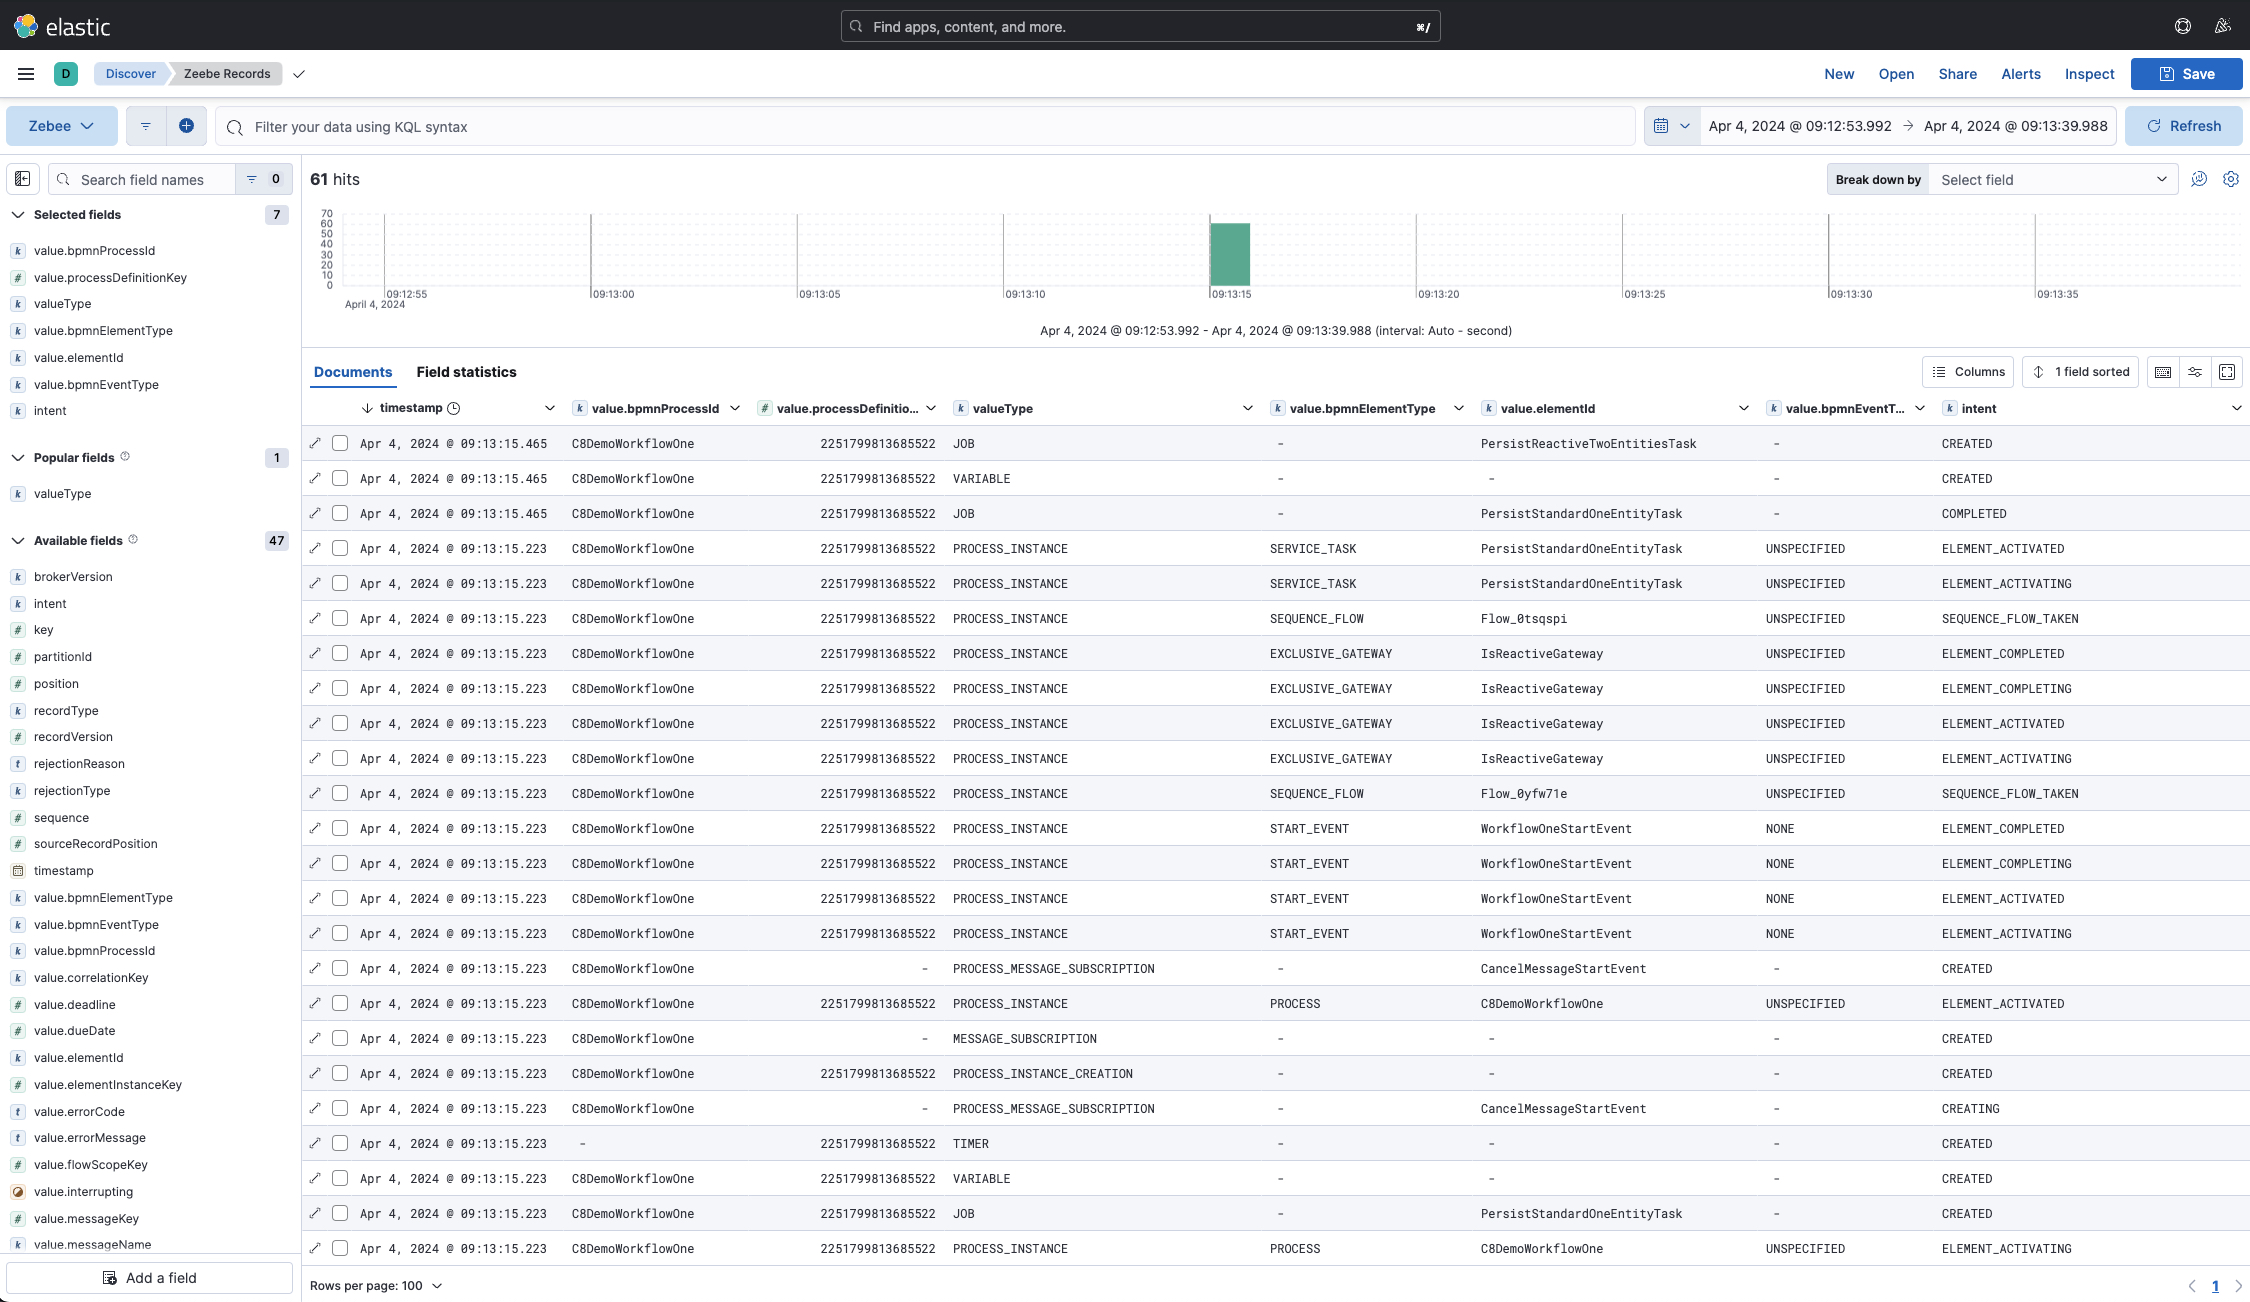 elastic
Find apps, content, and more.
⌘/
D
Discover
Zeebe Records
New
Open
Share
Alerts
Inspect
Save
Zebee
Filter your data using KQL syntax
Apr 4, 2024 @ 09:12:53.992 → Apr 4, 2024 @ 09:13:39.988
Refresh
Search field names
0
Selected fields
7
k value.bpmnProcessId
# value.processDefinitionKey
k valueType
k value.bpmnElementType
k value.elementId
k value.bpmnEventType
k intent
Popular fields
1
k valueType
Available fields
47
k brokerVersion
k intent
# key
# partitionId
# position
k recordType
# recordVersion
t rejectionReason
k rejectionType
# sequence
# sourceRecordPosition
timestamp
k value.bpmnElementType
k value.bpmnEventType
k value.bpmnProcessId
k value.correlationKey
# value.deadline
# value.dueDate
k value.elementId
# value.elementInstanceKey
t value.errorCode
t value.errorMessage
# value.flowScopeKey
value.interrupting
# value.messageKey
k value.messageName
Add a field
61 hits
Break down by
Select field
70
60
50
40
30
20
10
0
09:12:55 09:13:00 09:13:05 09:13:10 09:13:15 09:13:20 09:13:25 09:13:30 09:13:35
April 4, 2024
Apr 4, 2024 @ 09:12:53.992 - Apr 4, 2024 @ 09:13:39.988 (interval: Auto - second)
Documents
Field statistics
Columns
1 field sorted
timestamp k value.bpmnProcessId # value.processDefinitio... k valueType k value.bpmnElementType k value.elementId k value.bpmnEventT... k intent
Apr 4, 2024 @ 09:13:15.465 C8DemoWorkflowOne 2251799813685522 JOB - PersistReactiveTwoEntitiesTask - CREATED
Apr 4, 2024 @ 09:13:15.465 C8DemoWorkflowOne 2251799813685522 VARIABLE - - - CREATED
Apr 4, 2024 @ 09:13:15.465 C8DemoWorkflowOne 2251799813685522 JOB - PersistStandardOneEntityTask - COMPLETED
Apr 4, 2024 @ 09:13:15.223 C8DemoWorkflowOne 2251799813685522 PROCESS_INSTANCE SERVICE_TASK PersistStandardOneEntityTask UNSPECIFIED ELEMENT_ACTIVATED
Apr 4, 2024 @ 09:13:15.223 C8DemoWorkflowOne 2251799813685522 PROCESS_INSTANCE SERVICE_TASK PersistStandardOneEntityTask UNSPECIFIED ELEMENT_ACTIVATING
Apr 4, 2024 @ 09:13:15.223 C8DemoWorkflowOne 2251799813685522 PROCESS_INSTANCE SEQUENCE_FLOW Flow_0tsqspi UNSPECIFIED SEQUENCE_FLOW_TAKEN
Apr 4, 2024 @ 09:13:15.223 C8DemoWorkflowOne 2251799813685522 PROCESS_INSTANCE EXCLUSIVE_GATEWAY IsReactiveGateway UNSPECIFIED ELEMENT_COMPLETED
Apr 4, 2024 @ 09:13:15.223 C8DemoWorkflowOne 2251799813685522 PROCESS_INSTANCE EXCLUSIVE_GATEWAY IsReactiveGateway UNSPECIFIED ELEMENT_COMPLETING
Apr 4, 2024 @ 09:13:15.223 C8DemoWorkflowOne 2251799813685522 PROCESS_INSTANCE EXCLUSIVE_GATEWAY IsReactiveGateway UNSPECIFIED ELEMENT_ACTIVATED
Apr 4, 2024 @ 09:13:15.223 C8DemoWorkflowOne 2251799813685522 PROCESS_INSTANCE EXCLUSIVE_GATEWAY IsReactiveGateway UNSPECIFIED ELEMENT_ACTIVATING
Apr 4, 2024 @ 09:13:15.223 C8DemoWorkflowOne 2251799813685522 PROCESS_INSTANCE SEQUENCE_FLOW Flow_0yfw71e UNSPECIFIED SEQUENCE_FLOW_TAKEN
Apr 4, 2024 @ 09:13:15.223 C8DemoWorkflowOne 2251799813685522 PROCESS_INSTANCE START_EVENT WorkflowOneStartEvent NONE ELEMENT_COMPLETED
Apr 4, 2024 @ 09:13:15.223 C8DemoWorkflowOne 2251799813685522 PROCESS_INSTANCE START_EVENT WorkflowOneStartEvent NONE ELEMENT_COMPLETING
Apr 4, 2024 @ 09:13:15.223 C8DemoWorkflowOne 2251799813685522 PROCESS_INSTANCE START_EVENT WorkflowOneStartEvent NONE ELEMENT_ACTIVATED
Apr 4, 2024 @ 09:13:15.223 C8DemoWorkflowOne 2251799813685522 PROCESS_INSTANCE START_EVENT WorkflowOneStartEvent NONE ELEMENT_ACTIVATING
Apr 4, 2024 @ 09:13:15.223 C8DemoWorkflowOne - PROCESS_MESSAGE_SUBSCRIPTION - CancelMessageStartEvent - CREATED
Apr 4, 2024 @ 09:13:15.223 C8DemoWorkflowOne 2251799813685522 PROCESS_INSTANCE PROCESS C8DemoWorkflowOne UNSPECIFIED ELEMENT_ACTIVATED
Apr 4, 2024 @ 09:13:15.223 C8DemoWorkflowOne - MESSAGE_SUBSCRIPTION - - - CREATED
Apr 4, 2024 @ 09:13:15.223 C8DemoWorkflowOne 2251799813685522 PROCESS_INSTANCE_CREATION - - - CREATED
Apr 4, 2024 @ 09:13:15.223 C8DemoWorkflowOne - PROCESS_MESSAGE_SUBSCRIPTION - CancelMessageStartEvent - CREATING
Apr 4, 2024 @ 09:13:15.223 - 2251799813685522 TIMER - - - CREATED
Apr 4, 2024 @ 09:13:15.223 C8DemoWorkflowOne 2251799813685522 VARIABLE - - - CREATED
Apr 4, 2024 @ 09:13:15.223 C8DemoWorkflowOne 2251799813685522 JOB - PersistStandardOneEntityTask - CREATED
Apr 4, 2024 @ 09:13:15.223 C8DemoWorkflowOne 2251799813685522 PROCESS_INSTANCE PROCESS C8DemoWorkflowOne UNSPECIFIED ELEMENT_ACTIVATING
Rows per page: 100
1